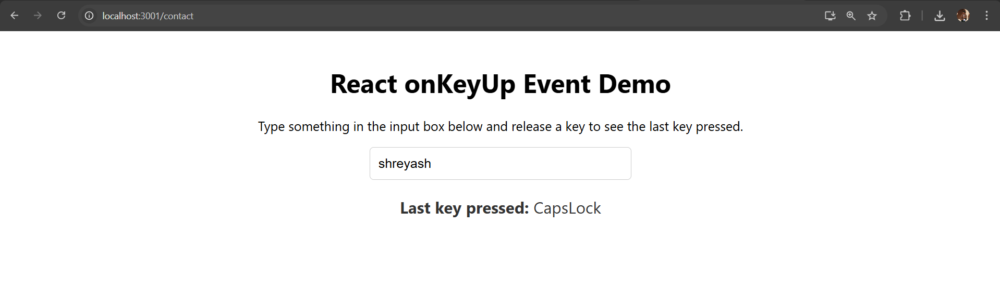 localhost:3001/contact
React onKeyUp Event Demo
Type something in the input box below and release a key to see the last key pressed.
shreyash
Last key pressed: CapsLock